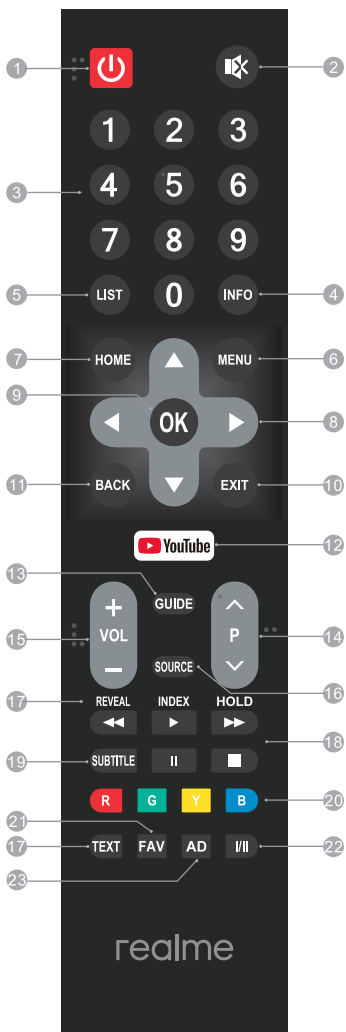 1 2
1 2 3
3 4 5 6
7 8 9
5 LIST 0 INFO 4
7 HOME MENU 6
9 OK 8
11 BACK EXIT 10
YouTube 12
13 GUIDE
+ P 14
15 VOL
− SOURCE 16
17 REVEAL INDEX HOLD
18
19 SUBTITLE
R G Y B 20
21
17 TEXT FAV AD I/II 22
23
realme